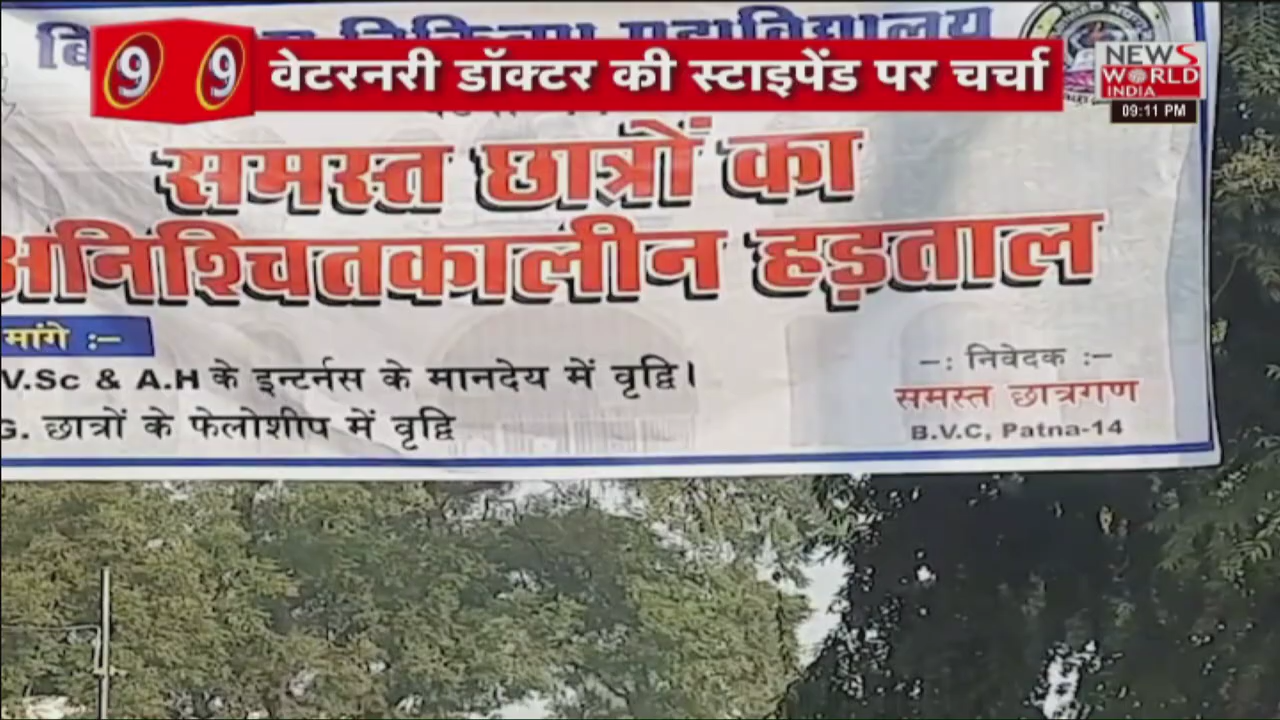 9 9 वेटरनरी डॉक्टर की स्टाइपेंड पर चर्चा
NEWS
WORLD
INDIA
09:11 PM
समस्त छात्रों का
अनिश्चितकालीन हड़ताल
मांगे :-
V.Sc & A.H के इन्टर्नस के मानदेय में वृद्वि।
G. छात्रों के फेलोशीप में वृद्वि
-: निवेदक :-
समस्त छात्रगण
B.V.C, Patna-14